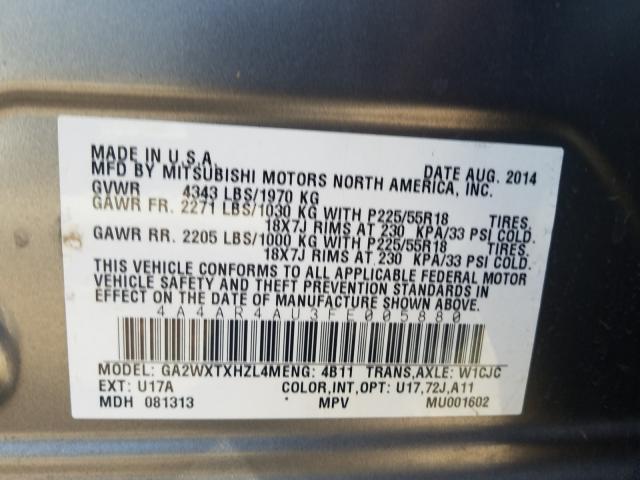 MADE IN U.S.A.
MFD BY MITSUBISHI MOTORS NORTH AMERICA, INC. DATE AUG. 2014
GVWR 4343 LBS/1970 KG
GAWR FR. 2271 LBS/1030 KG WITH P225/55R18 TIRES.
18X7J RIMS AT 230 KPA/33 PSI COLD.
GAWR RR. 2205 LBS/1000 KG WITH P225/55R18 TIRES.
18X7J RIMS AT 230 KPA/33 PSI COLD.
THIS VEHICLE CONFORMS TO ALL APPLICABLE FEDERAL MOTOR
VEHICLE SAFETY AND THEFT PREVENTION STANDARDS IN
EFFECT ON THE DATE OF MANUFACTURE SHOWN ABOVE.
4A4AR4AU3FE005880
MODEL: GA2WXTXHZL4M ENG: 4B11 TRANS,AXLE: W1CJC
EXT: U17A COLOR,INT,OPT: U17,72J,A11
MDH 081313 MPV MU001602